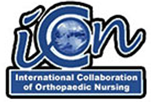 iCon
International Collaboration
of Orthopaedic Nursing